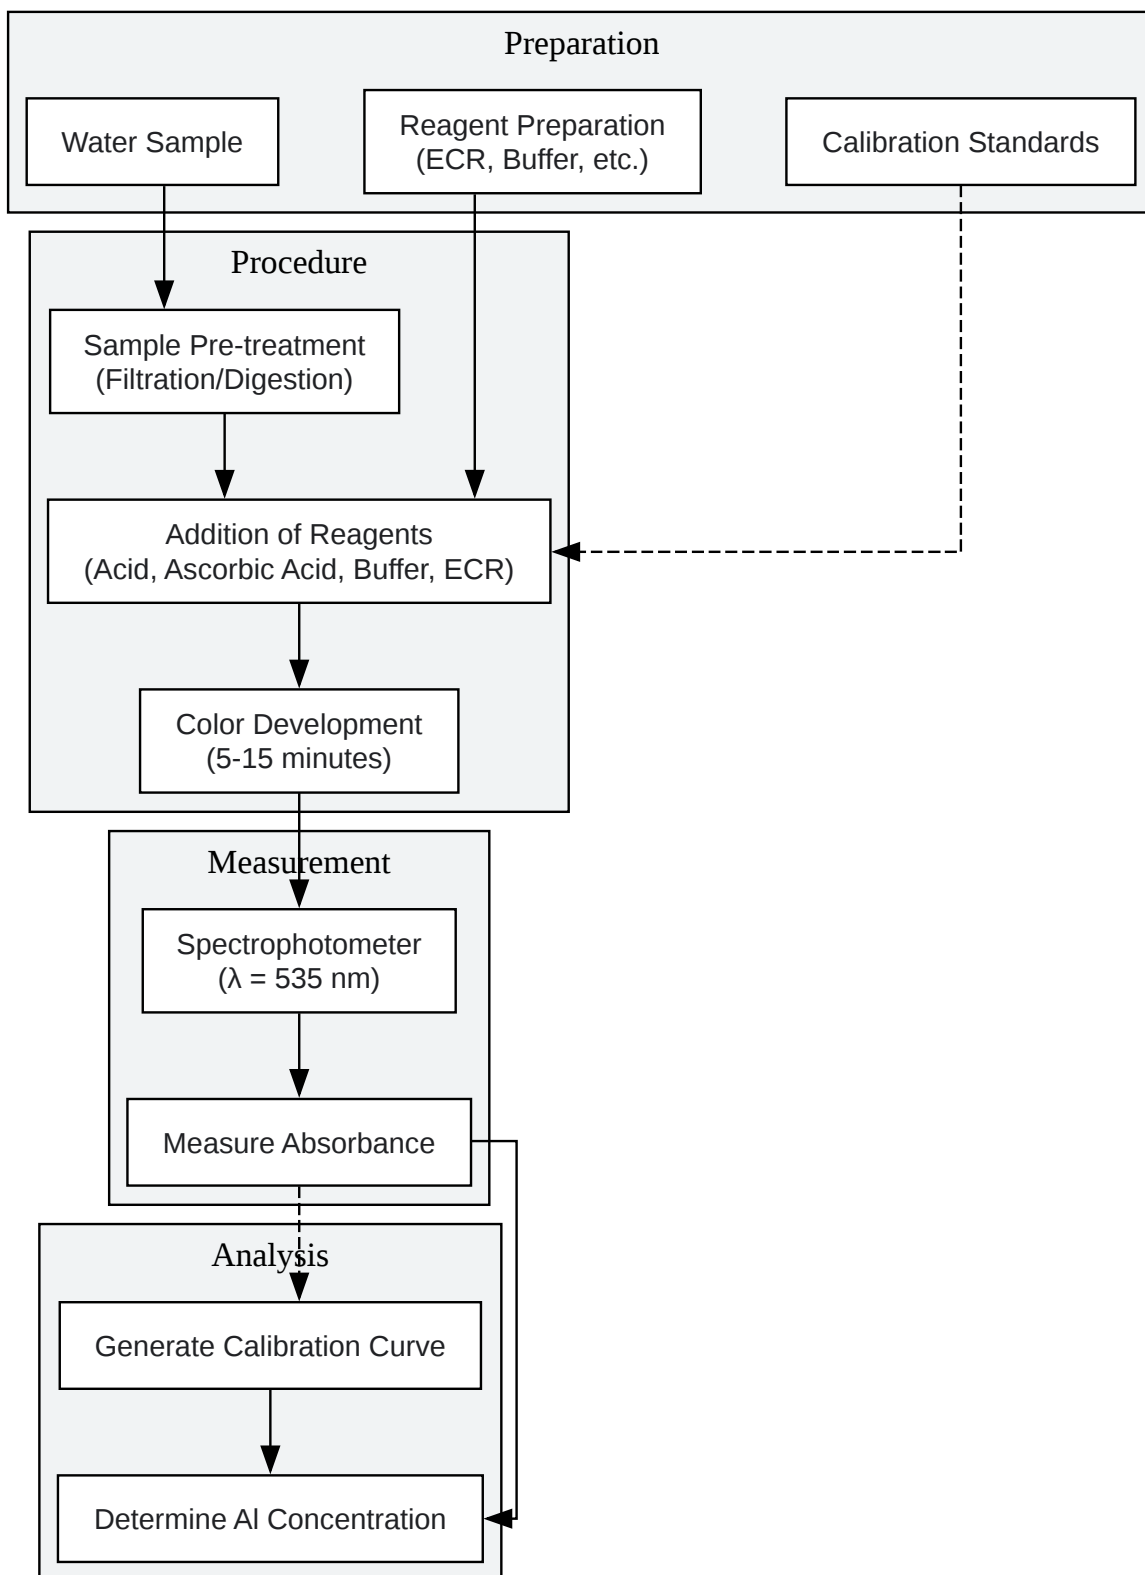 Preparation
Water Sample
Reagent Preparation
(ECR, Buffer, etc.)
Calibration Standards
Procedure
Sample Pre-treatment
(Filtration/Digestion)
Addition of Reagents
(Acid, Ascorbic Acid, Buffer, ECR)
Color Development
(5-15 minutes)
Measurement
Spectrophotometer
(λ = 535 nm)
Measure Absorbance
Analysis
Generate Calibration Curve
Determine Al Concentration